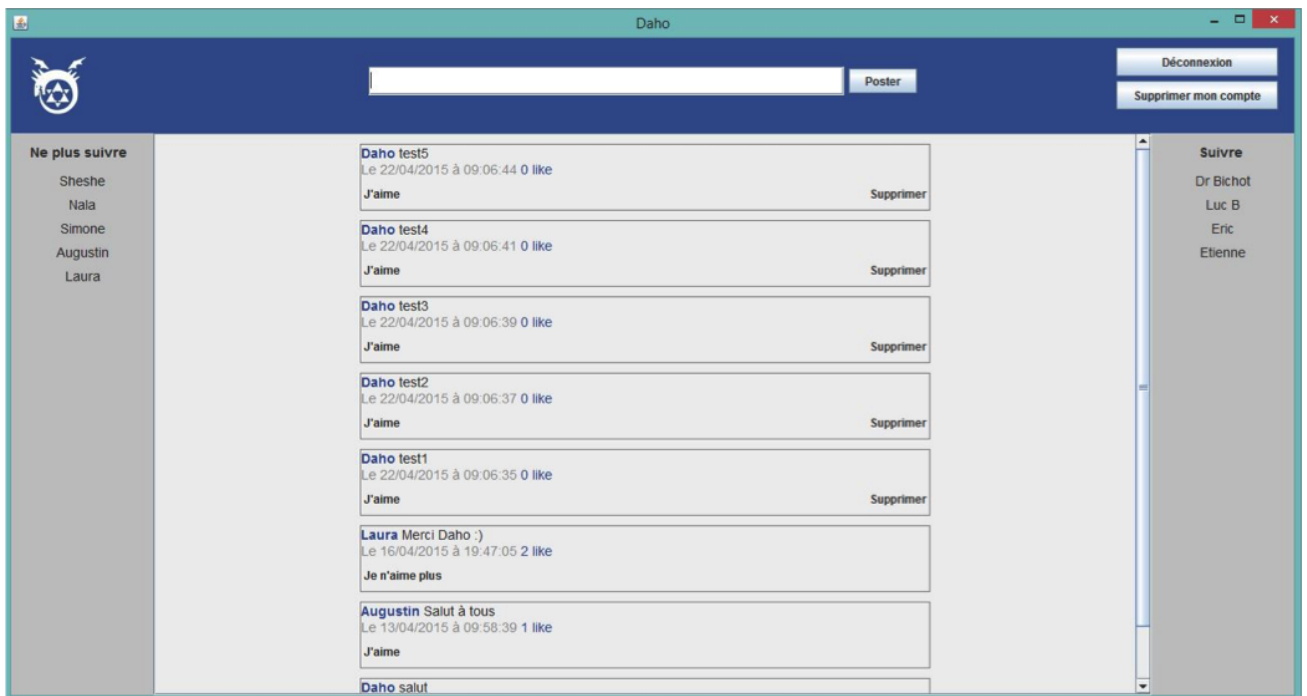 Daho
Poster
Déconnexion
Supprimer mon compte
Ne plus suivre
Sheshe
Nala
Simone
Augustin
Laura
Daho test5
Le 22/04/2015 à 09:06:44 0 like
J'aime Supprimer
Daho test4
Le 22/04/2015 à 09:06:41 0 like
J'aime Supprimer
Daho test3
Le 22/04/2015 à 09:06:39 0 like
J'aime Supprimer
Daho test2
Le 22/04/2015 à 09:06:37 0 like
J'aime Supprimer
Daho test1
Le 22/04/2015 à 09:06:35 0 like
J'aime Supprimer
Laura Merci Daho :)
Le 16/04/2015 à 19:47:05 2 like
Je n'aime plus
Augustin Salut à tous
Le 13/04/2015 à 09:58:39 1 like
J'aime
Daho salut
Suivre
Dr Bichot
Luc B
Eric
Etienne